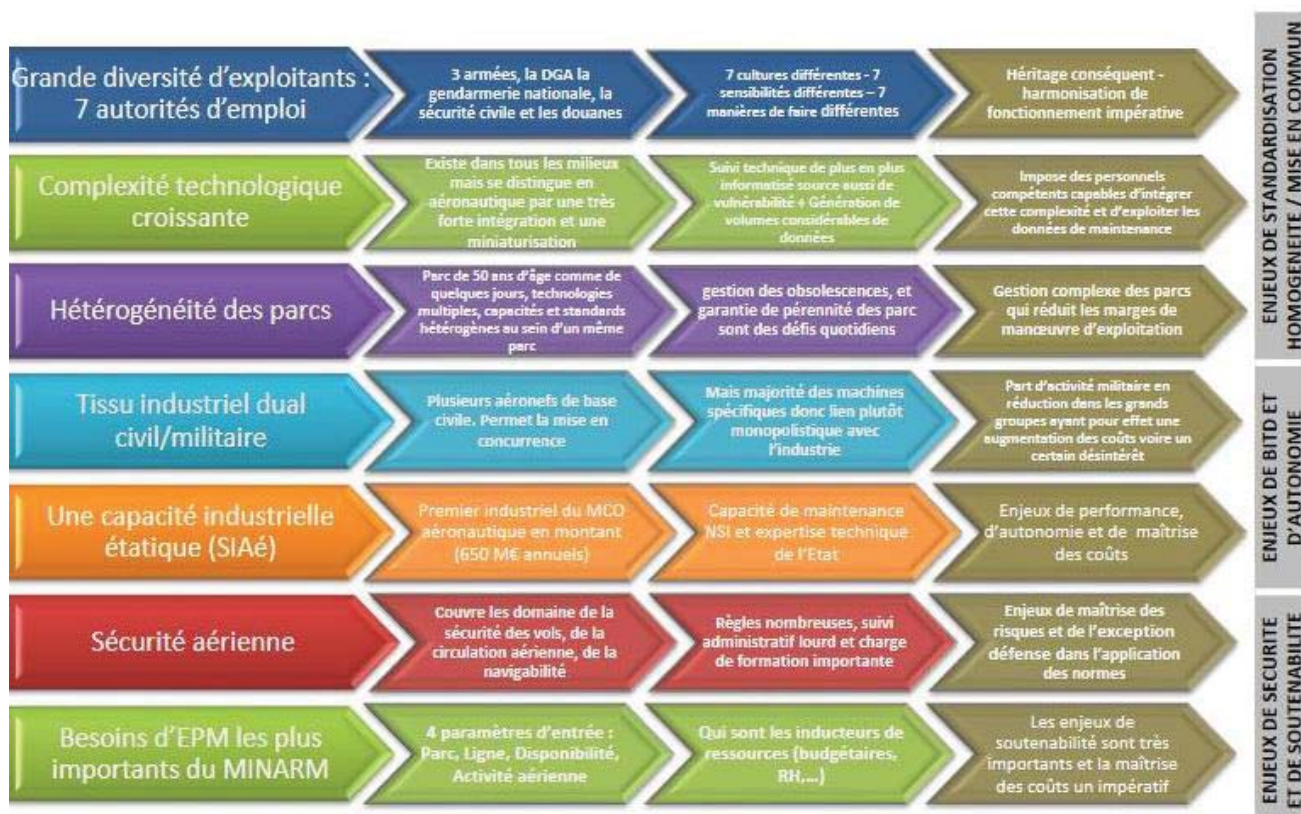 Grande diversité d'exploitants :
7 autorités d'emploi
3 armées, la DGA la
gendarmerie nationale, la
sécurité civile et les douanes
7 cultures différentes - 7
sensibilités différentes – 7
manières de faire différentes
Héritage conséquent -
harmonisation de
fonctionnement impérative
Complexité technologique
croissante
Existe dans tous les milieux
mais se distingue en
aéronautique par une très
forte intégration et une
miniaturisation
Suivi technique de plus en plus
informatisé source aussi de
vulnérabilité + Génération de
volumes considérables de
données
Impose des personnels
compétents capables d'intégrer
cette complexité et d'exploiter les
données de maintenance
Hétérogénéité des parcs
Parc de 50 ans d'âge comme de
quelques jours, technologies
multiples, capacités et standards
hétérogènes au sein d'un même
parc
gestion des obsolescences, et
garantie de pérennité des parc
sont des défis quotidiens
Gestion complexe des parcs
qui réduit les marges de
manœuvre d'exploitation
ENJEUX DE STANDARDISATION
HOMOGENEITE / MISE EN COMMUN
Tissu industriel dual
civil/militaire
Plusieurs aéronefs de base
civile. Permet la mise en
concurrence
Mais majorité des machines
spécifiques donc lien plutôt
monopolistique avec
l'industrie
Part d'activité militaire en
réduction dans les grands
groupes ayant pour effet une
augmentation des coûts voire un
certain désintérêt
Une capacité industrielle
étatique (SIAé)
Premier industriel du MCO
aéronautique en montant
(650 M€ annuels)
Capacité de maintenance
NSI et expertise technique
de l'Etat
Enjeux de performance,
d'autonomie et de maîtrise
des coûts
ENJEUX DE BITD ET
D'AUTONOMIE
Sécurité aérienne
Couvre les domaine de la
sécurité des vols, de la
circulation aérienne, de la
navigabilité
Règles nombreuses, suivi
administratif lourd et charge
de formation importante
Enjeux de maîtrise des
risques et de l'exception
défense dans l'application
des normes
Besoins d'EPM les plus
importants du MINARM
4 paramètres d'entrée :
Parc, Ligne, Disponibilité,
Activité aérienne
Qui sont les inducteurs de
ressources (budgétaires,
RH,...)
Les enjeux de
soutenabilité sont très
importants et la maîtrise
des coûts un impératif
ENJEUX DE SECURITE
ET DE SOUTENABILITE